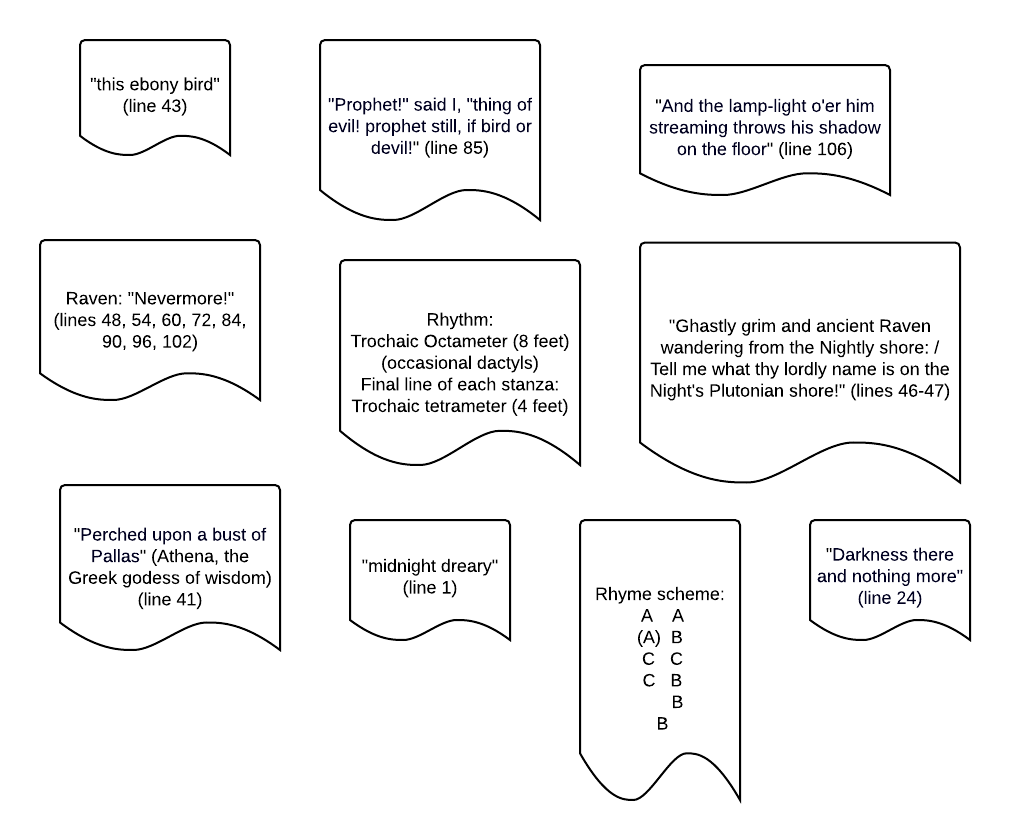 "this ebony bird"
(line 43)
"Prophet!" said I, "thing of
evil! prophet still, if bird or
devil!" (line 85)
"And the lamp-light o'er him
streaming throws his shadow
on the floor" (line 106)
Raven: "Nevermore!"
(lines 48, 54, 60, 72, 84,
90, 96, 102)
Rhythm:
Trochaic Octameter (8 feet)
(occasional dactyls)
Final line of each stanza:
Trochaic tetrameter (4 feet)
"Ghastly grim and ancient Raven
wandering from the Nightly shore: /
Tell me what thy lordly name is on the
Night's Plutonian shore!" (lines 46-47)
"Perched upon a bust of
Pallas" (Athena, the
Greek godess of wisdom)
(line 41)
"midnight dreary"
(line 1)
Rhyme scheme:
A A
(A) B
C C
C B
B
B
"Darkness there
and nothing more"
(line 24)